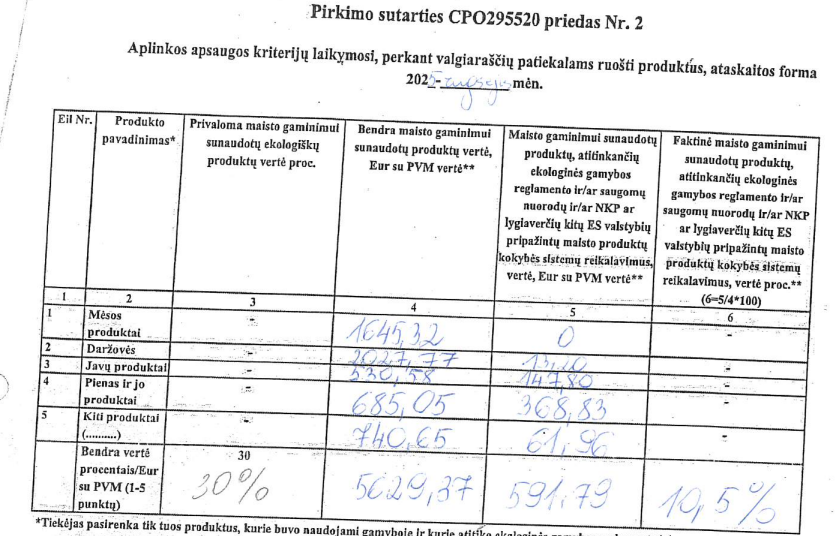 Pirkimo sutarties CPO295520 priedas Nr. 2
Aplinkos apsaugos kriterijų laikymosi, perkant valgiaraščių patiekalams ruošti produktus, ataskaitos forma
2025- mėn.
Eil Nr.
Produkto
pavadinimas*
Privaloma maisto gaminimui
sunaudotų ekologiškų
produktų vertė proc.
Bendra maisto gaminimui
sunaudotų produktų vertė,
Eur su PVM vertė**
Maisto gaminimui sunaudotų
produktų, atitinkančių
ekologinės gamybos
reglamento ir/ar saugomų
nuorodų ir/ar NKP ar
lygiaverčių kitų ES valstybių
pripažintų maisto produktų
kokybės sistemų reikalavimus,
vertė, Eur su PVM vertė**
Faktinė maisto gaminimui
sunaudotų produktų,
atitinkančių ekologinės
gamybos reglamento ir/ar
saugomų nuorodų ir/ar NKP
ar lygiaverčių kitų ES
valstybių pripažintų maisto
produktų kokybės sistemų
reikalavimus, vertė proc.**
(6=5/4*100)
1 2 3 4 5 6
1 Mėsos
produktai - 1645,32 0 -
2 Daržovės - 2027,77 13,20 -
3 Javų produktai - 530,58 147,80 -
4 Pienas ir jo
produktai - 685,05 368,83 -
5 Kiti produktai
(..........) - 740,65 61,96 -
Bendra vertė
procentais/Eur
su PVM (1-5
punktų)
30
30% 5629,37 591,79 10,5%
*Tiekėjas pasirenka tik tuos produktus, kurie buvo naudojami gamyboje ir kurie atitiko ekologinės